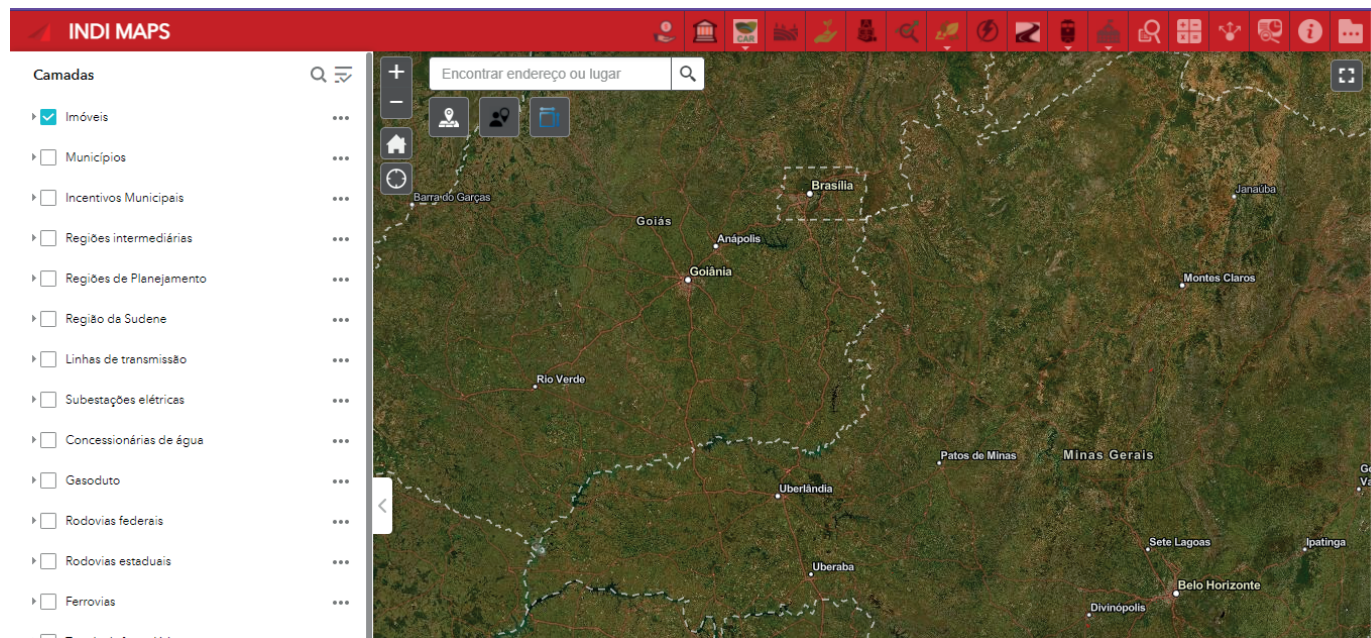 INDI MAPS
CAR
Camadas
Imóveis
Municípios
Incentivos Municipais
Regiões intermediárias
Regiões de Planejamento
Região da Sudene
Linhas de transmissão
Subestações elétricas
Concessionárias de água
Gasoduto
Rodovias federais
Rodovias estaduais
Ferrovias
Encontrar endereço ou lugar
Brasília
Barra do Garças
Janaúba
Goiás
Anápolis
Goiânia
Montes Claros
Rio Verde
Patos de Minas
Minas Gerais
Uberlândia
Sete Lagoas
Ipatinga
Uberaba
Belo Horizonte
Divinópolis